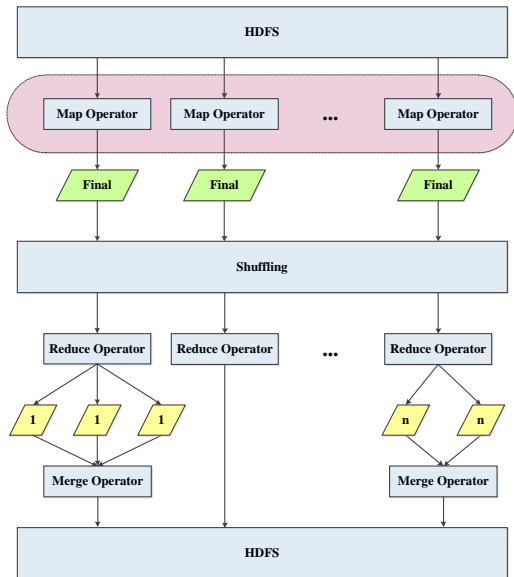 HDFS
Map Operator Map Operator ... Map Operator
Final Final Final
Shuffling
Reduce Operator Reduce Operator ... Reduce Operator
1 1 1 n n
Merge Operator Merge Operator
HDFS